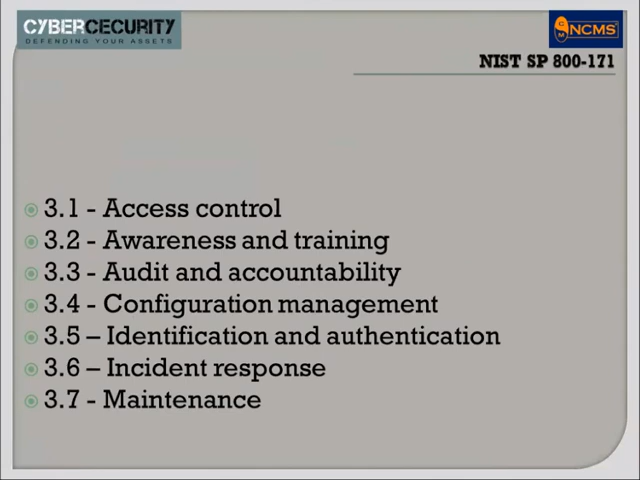 CYBERCECURITY
DEFENDING YOUR ASSETS
NCMS
NIST SP 800-171
3.1 - Access control
3.2 - Awareness and training
3.3 - Audit and accountability
3.4 - Configuration management
3.5 – Identification and authentication
3.6 – Incident response
3.7 - Maintenance